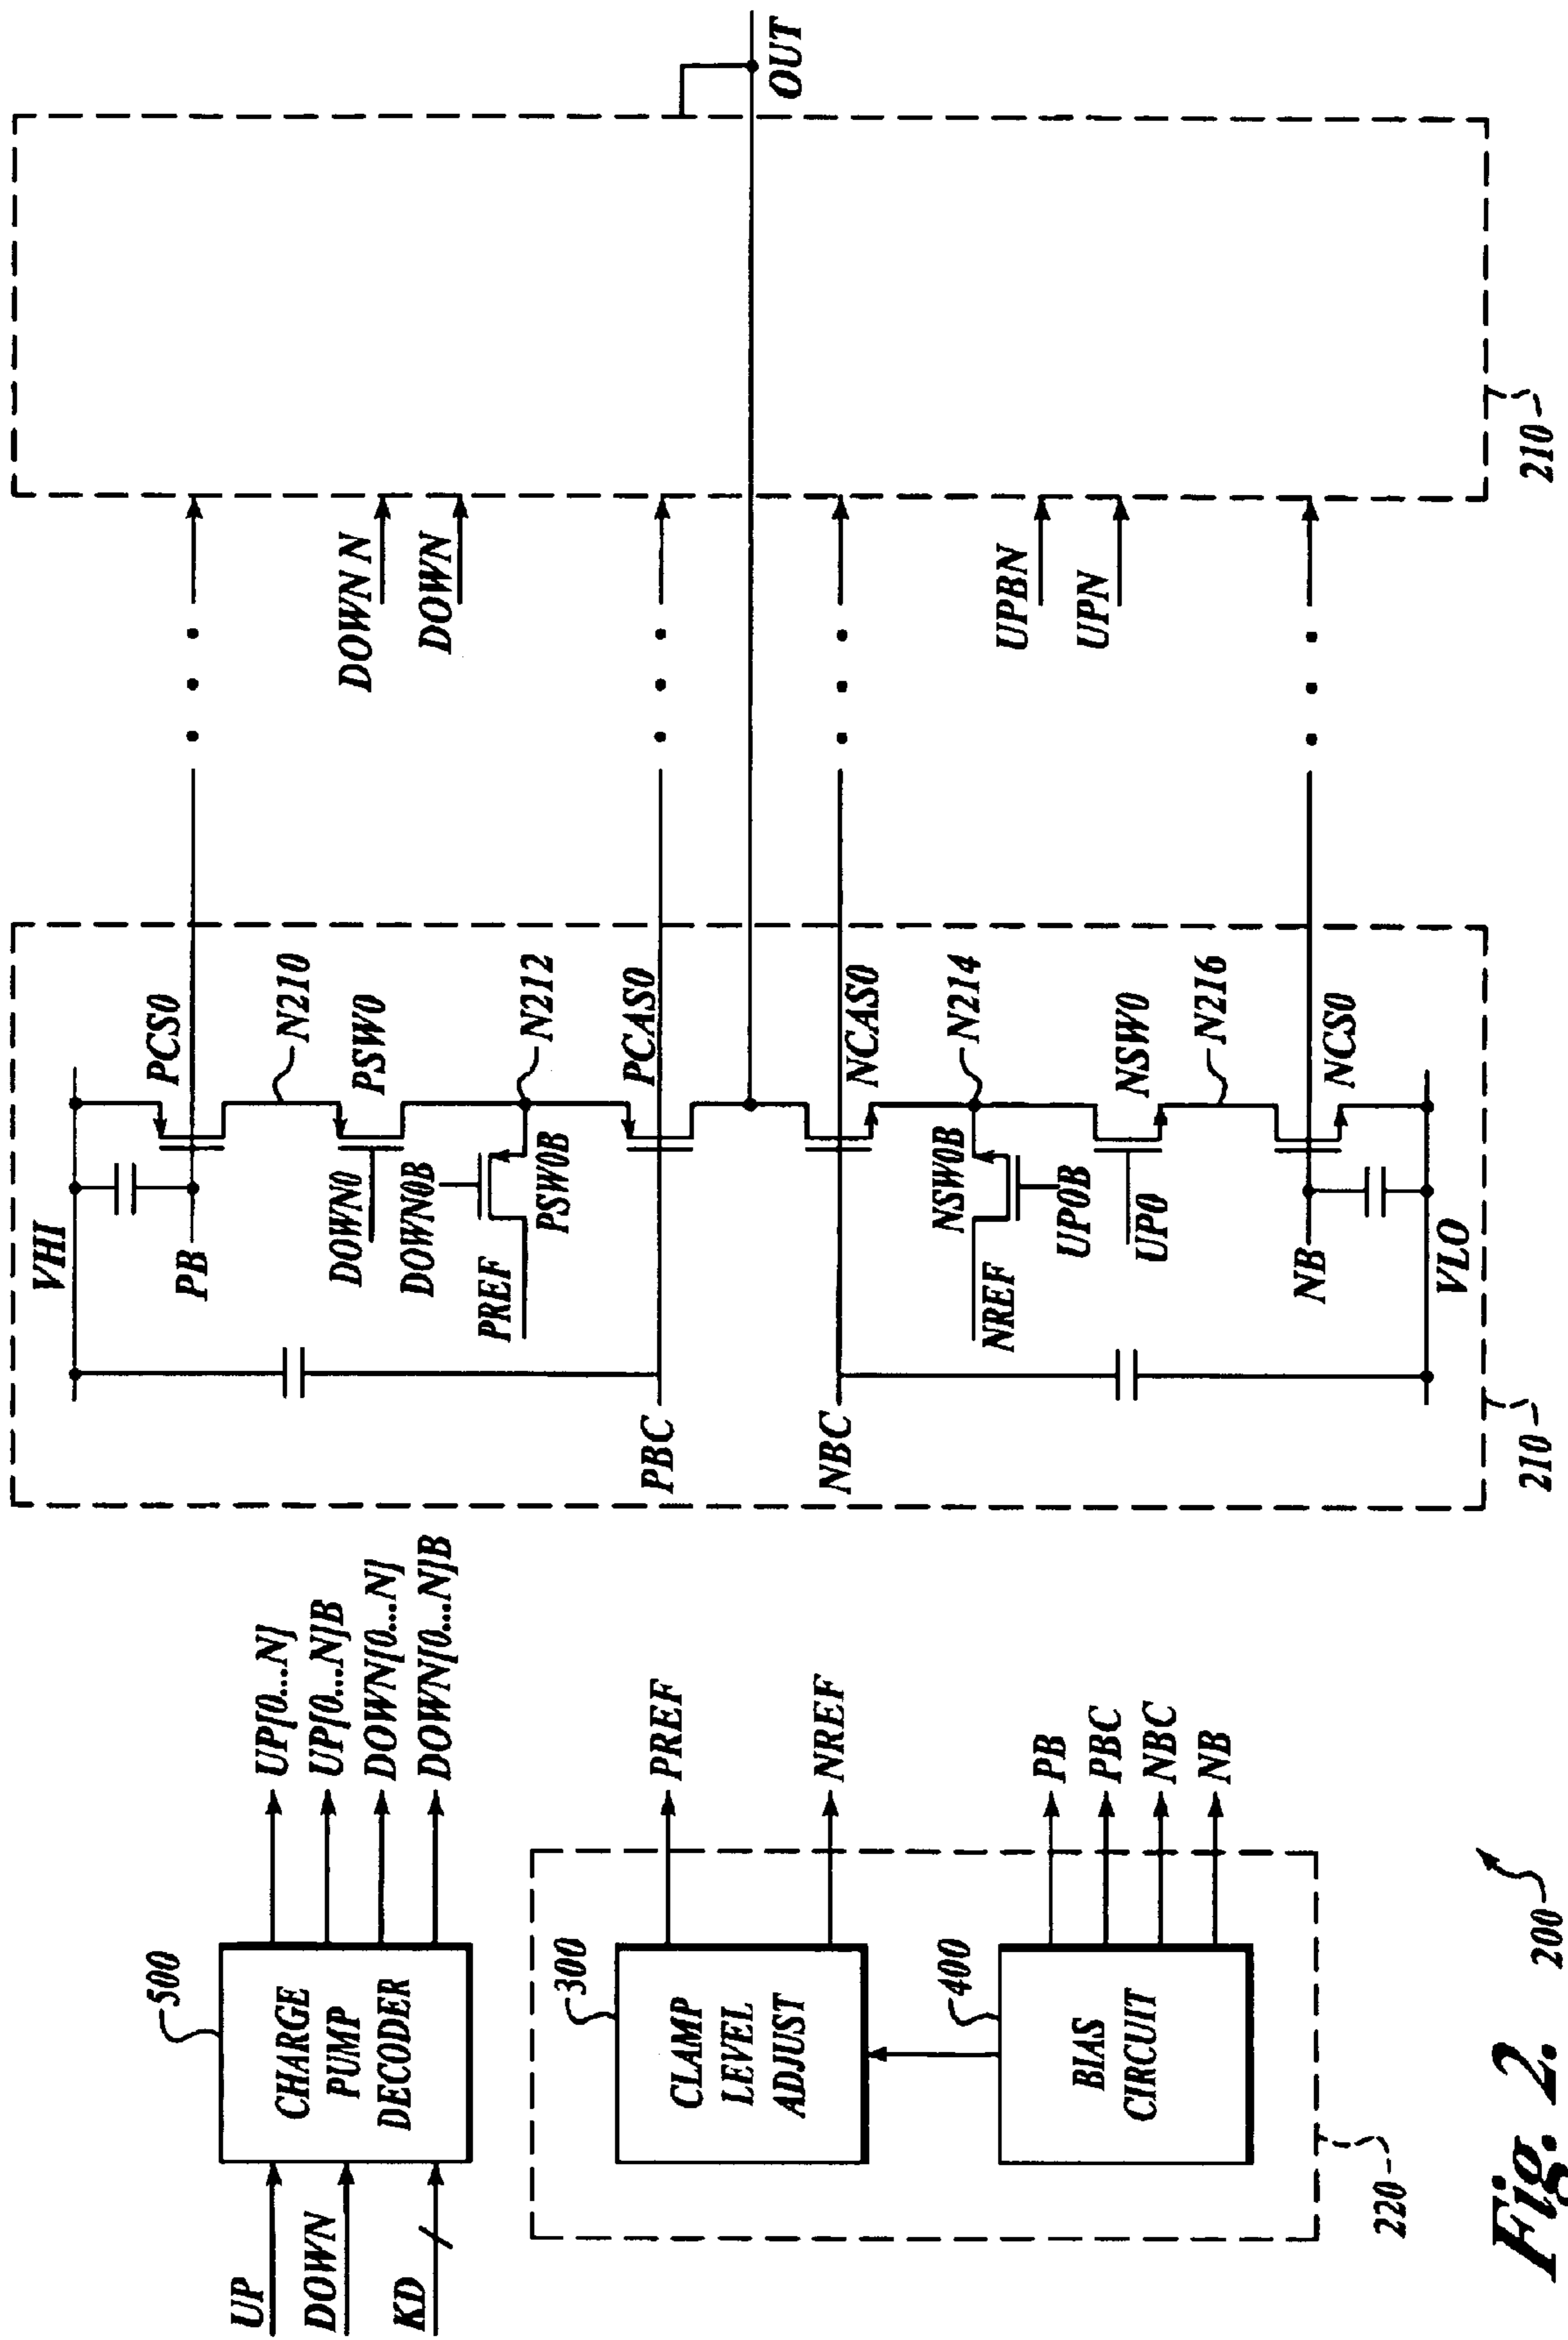 UP
DOWN
KD
500
CHARGE
PUMP
DECODER
UP[0...N]
UP[0...N]B
DOWN[0...N]
DOWN[0...N]B
300
CLAMP
LEVEL
ADJUST
PREF
NREF
400
BIAS
CIRCUIT
PB
PBC
NBC
NB
220
VHI
PB
PCS0
N210
DOWN0
PSW0
DOWN0B
PREF
PSW0B
N212
PBC
PCAS0
NBC
NCAS0
NREF
NSW0B
N214
UP0B
UP0
NSW0
N216
NB
NCS0
VLO
210
DOWN N
DOWN
UPBN
UPN
210
OUT
Fig. 2.
200